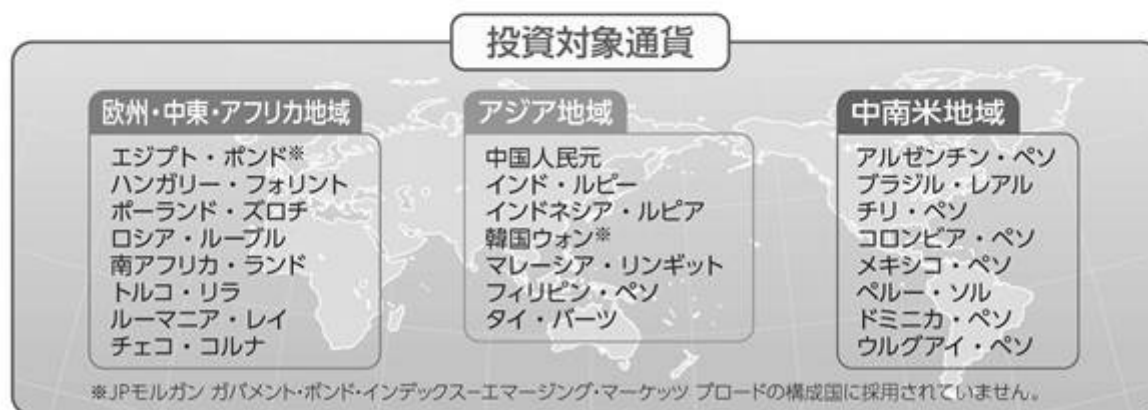 投資対象通貨
欧州・中東・アフリカ地域
エジプト・ポンド※
ハンガリー・フォリント
ポーランド・ズロチ
ロシア・ルーブル
南アフリカ・ランド
トルコ・リラ
ルーマニア・レイ
チェコ・コルナ
アジア地域
中国人民元
インド・ルピー
インドネシア・ルピア
韓国ウォン※
マレーシア・リンギット
フィリピン・ペソ
タイ・バーツ
中南米地域
アルゼンチン・ペソ
ブラジル・レアル
チリ・ペソ
コロンビア・ペソ
メキシコ・ペソ
ペルー・ソル
ドミニカ・ペソ
ウルグアイ・ペソ
※JPモルガン ガバメント・ボンド・インデックス−エマージング・マーケッツ ブロードの構成国に採用されていません。